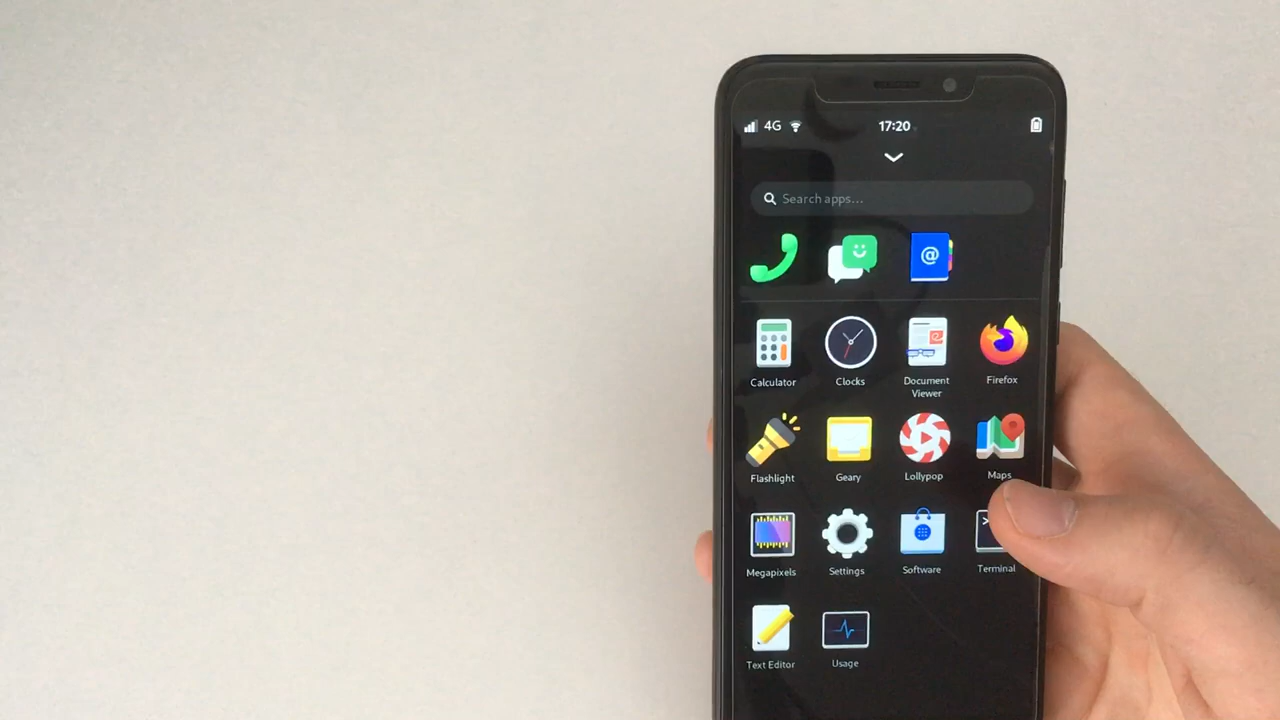 4G 17:20
Search apps...
@
Calculator Clocks Document Viewer Firefox
Flashlight Geary Lollypop Maps
Megapixels Settings Software Terminal
Text Editor Usage